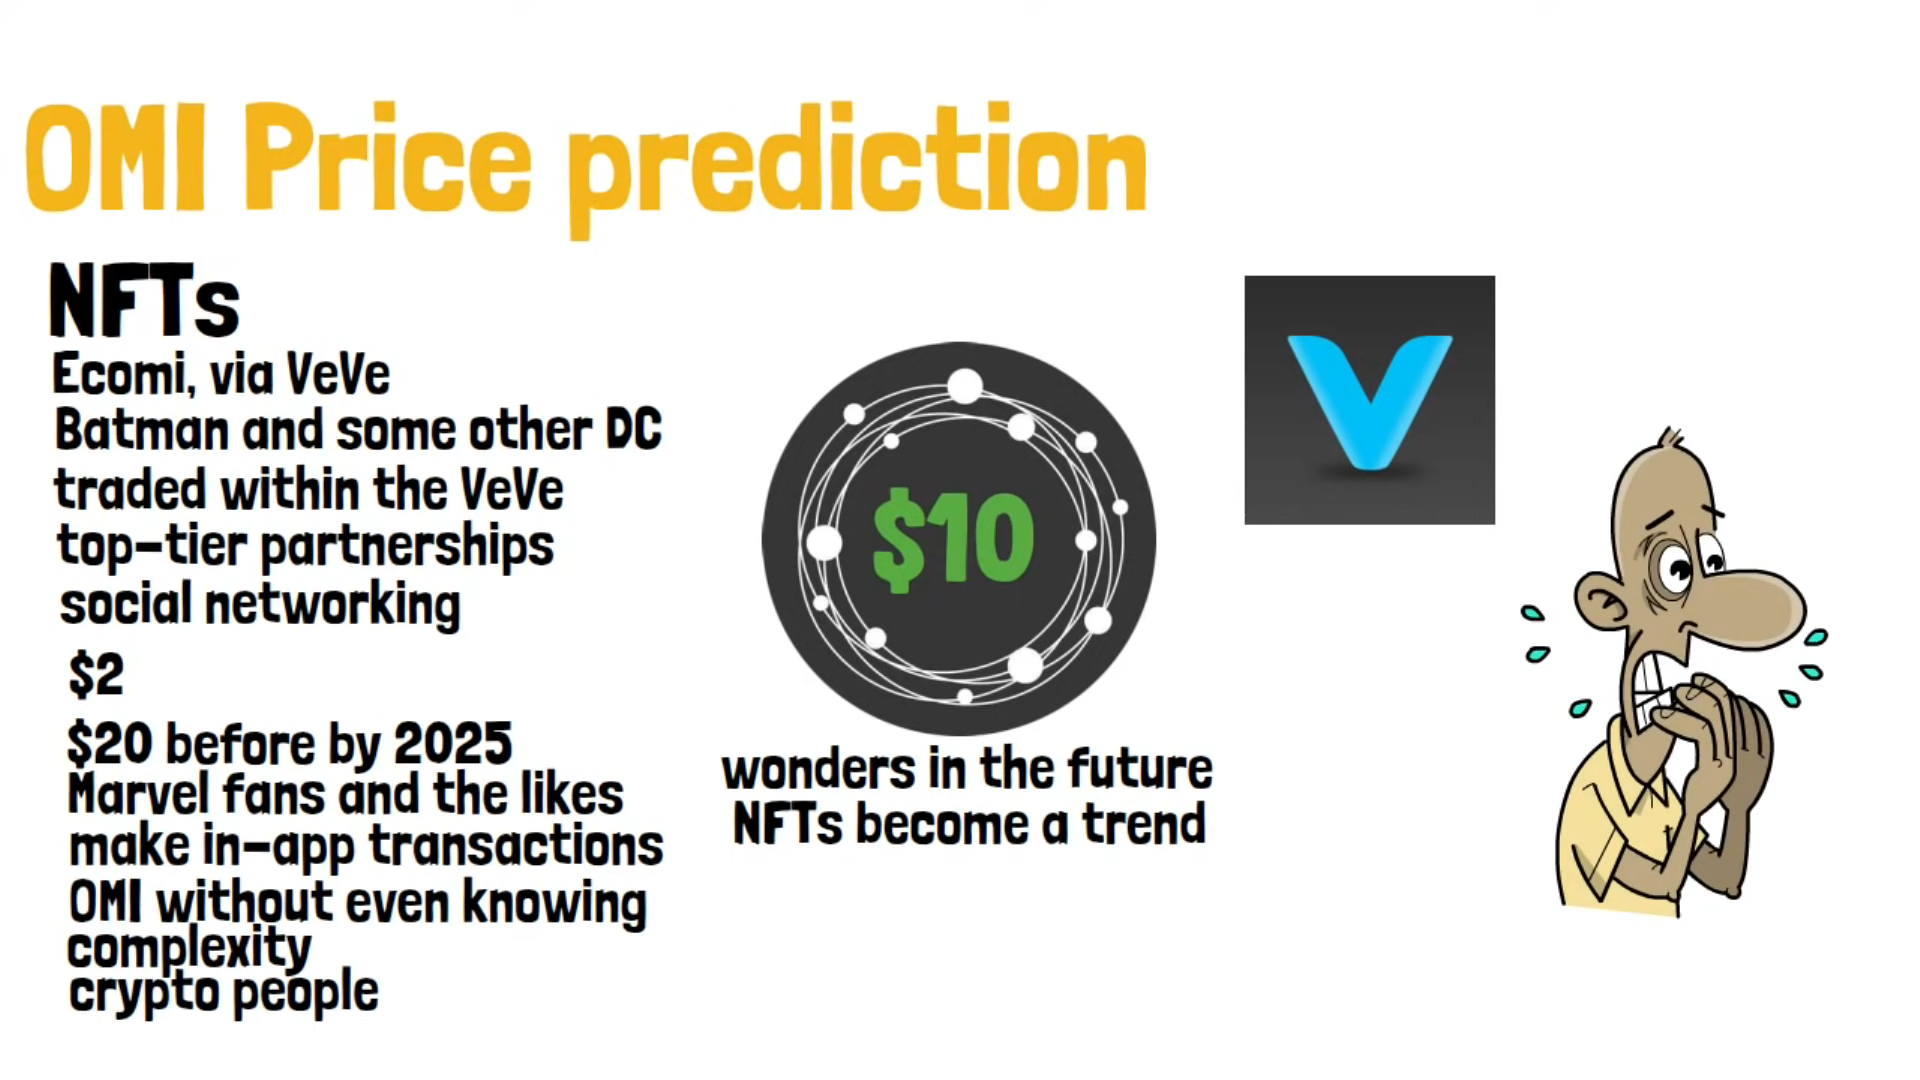 OMI Price prediction
NFTs
Ecomi, via VeVe
Batman and some other DC
traded within the VeVe
top-tier partnerships
social networking
$2
$20 before by 2025
Marvel fans and the likes
make in-app transactions
OMI without even knowing
complexity
crypto people
$10
wonders in the future
NFTs become a trend
V